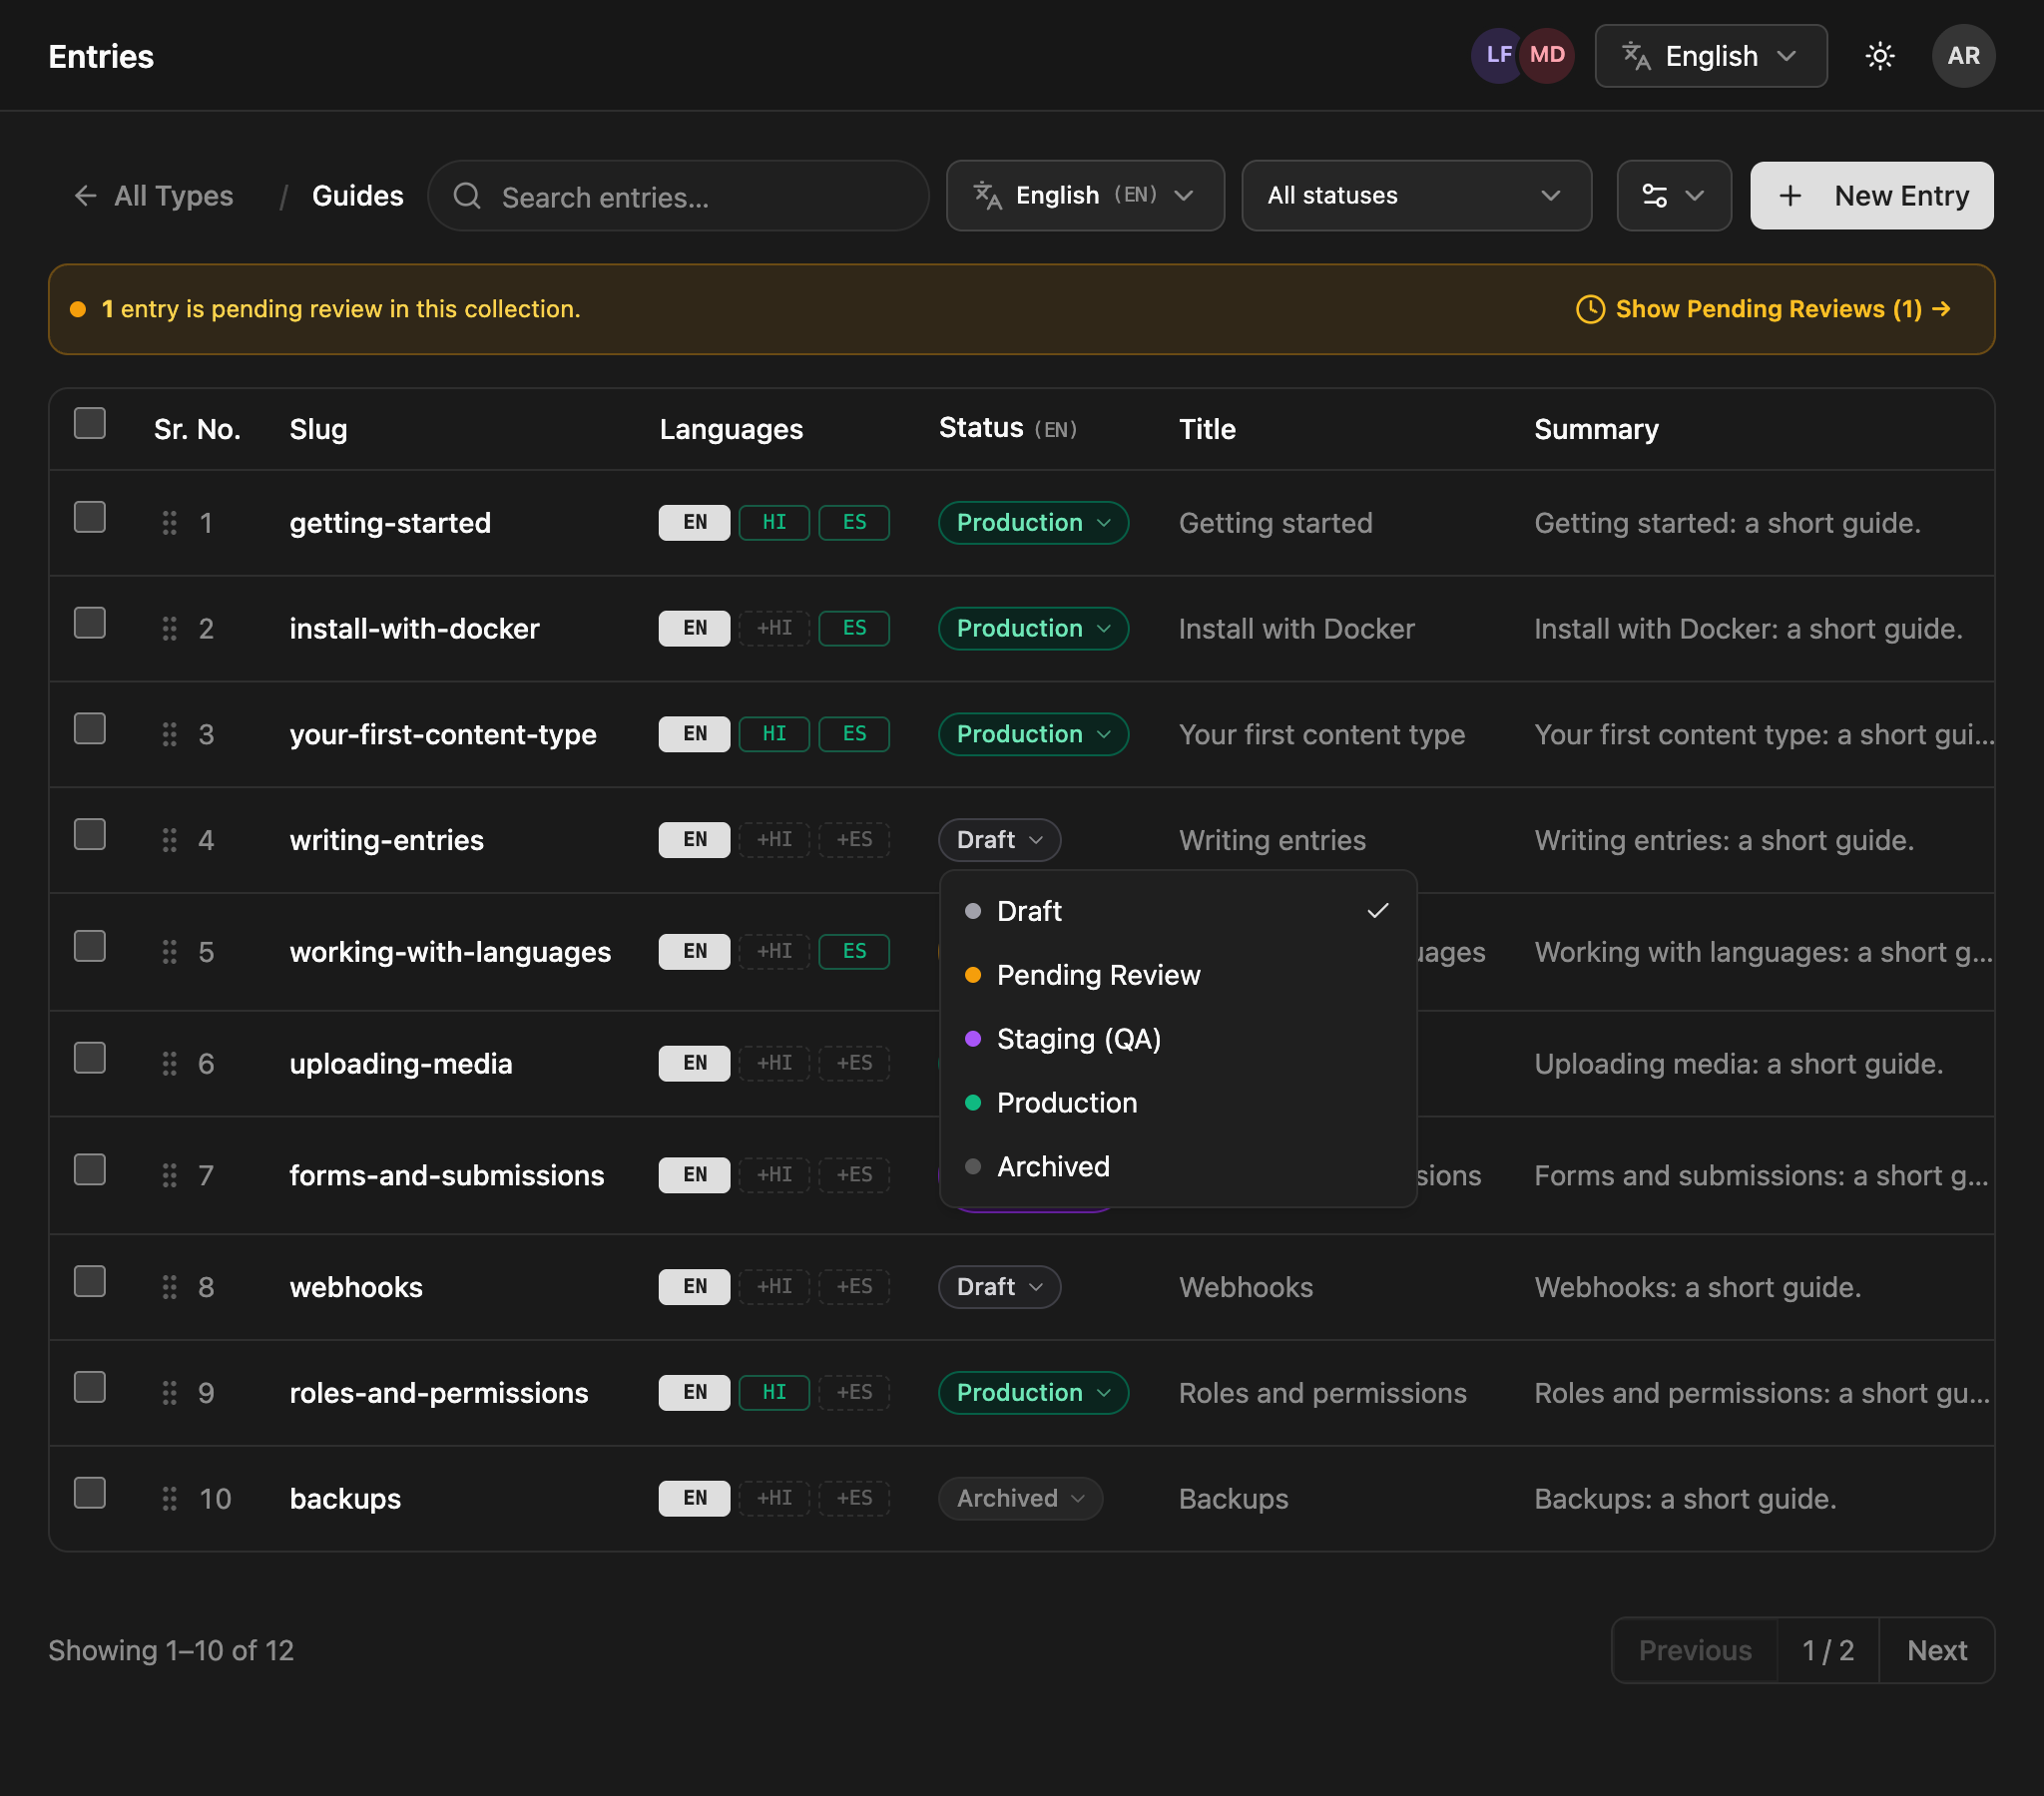 Entries LF MD English AR
All Types / Guides Search entries... English (EN) All statuses New Entry
1 entry is pending review in this collection. Show Pending Reviews (1) →
Sr. No. Slug Languages Status (EN) Title Summary
1 getting-started EN HI ES Production Getting started Getting started: a short guide.
2 install-with-docker EN +HI ES Production Install with Docker Install with Docker: a short guide.
3 your-first-content-type EN HI ES Production Your first content type Your first content type: a short gui...
4 writing-entries EN +HI +ES Draft Writing entries Writing entries: a short guide.
Draft
5 working-with-languages EN +HI ES Working with languages: a short g...
Pending Review
Staging (QA)
6 uploading-media EN +HI +ES Uploading media: a short guide.
Production
Archived
7 forms-and-submissions EN +HI +ES Forms and submissions: a short g...
8 webhooks EN +HI +ES Draft Webhooks Webhooks: a short guide.
9 roles-and-permissions EN HI +ES Production Roles and permissions Roles and permissions: a short gu...
10 backups EN +HI +ES Archived Backups Backups: a short guide.
Showing 1–10 of 12 Previous 1 / 2 Next